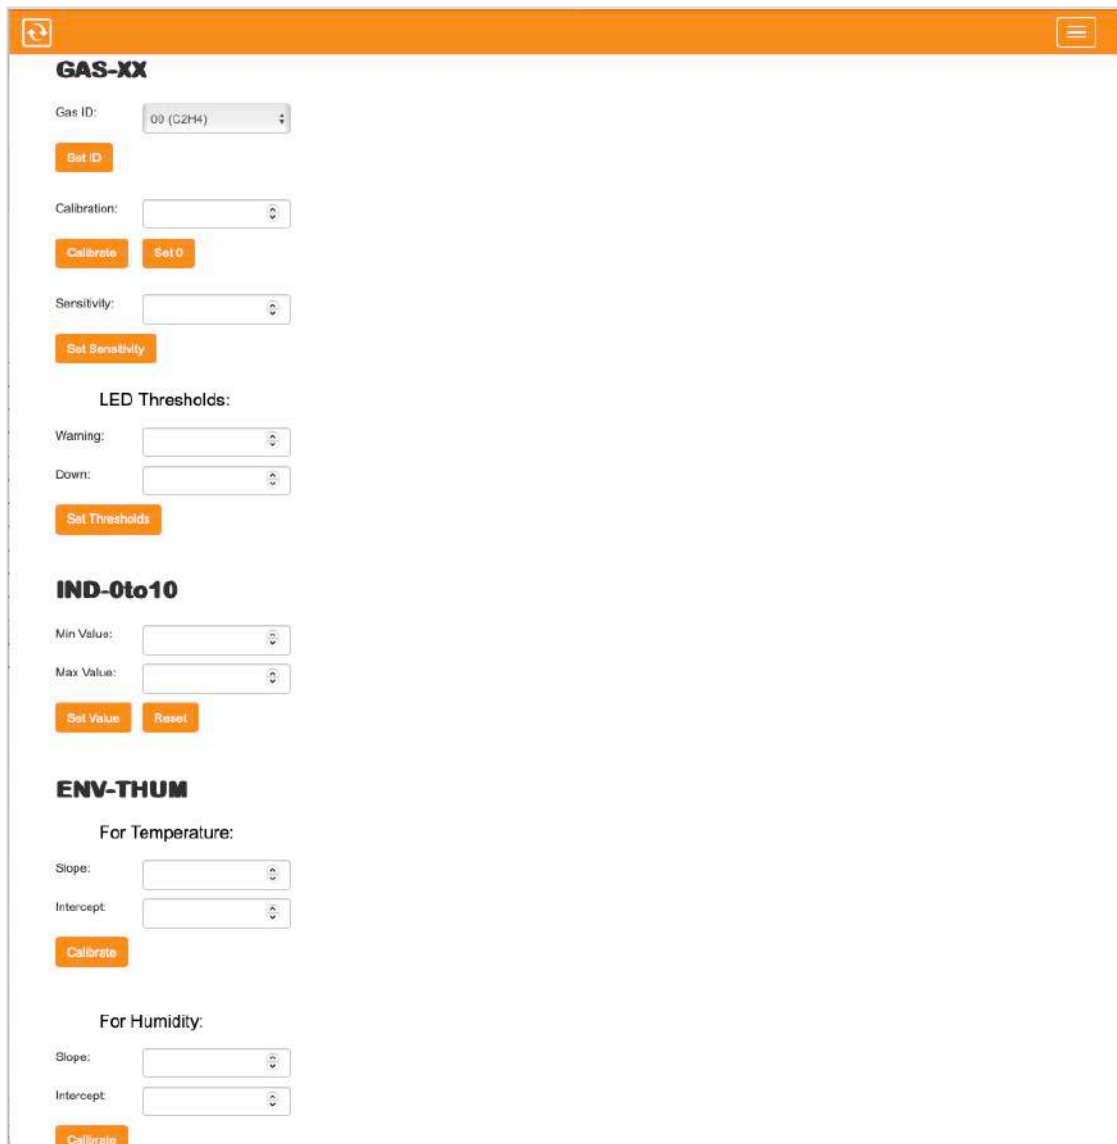 GAS-XX
Gas ID: 00 (C2H4)
Set ID
Calibration:
Calibrate Set 0
Sensitivity:
Set Sensitivity
LED Thresholds:
Warning:
Down:
Set Thresholds
IND-0to10
Min Value:
Max Value:
Set Value Reset
ENV-THUM
For Temperature:
Slope:
Intercept:
Calibrate
For Humidity:
Slope:
Intercept:
Calibrate